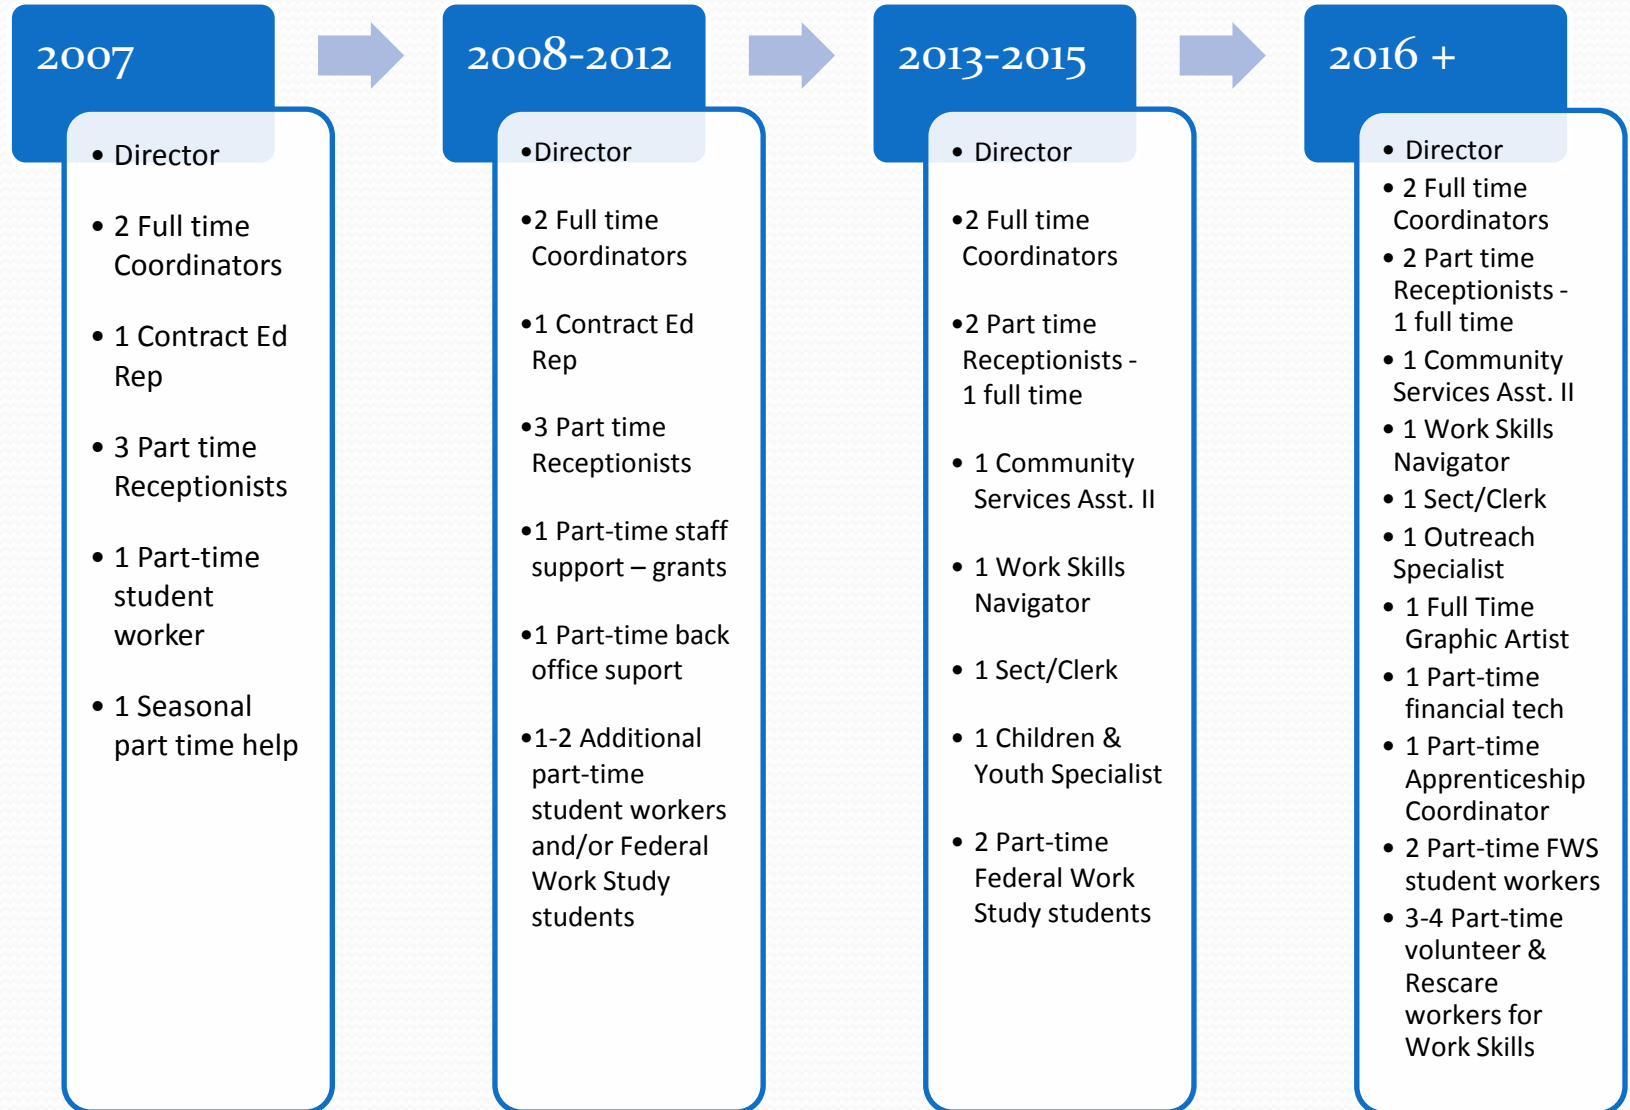 2007
• Director
• 2 Full time
Coordinators
• 1 Contract Ed
Rep
• 3 Part time
Receptionists
• 1 Part-time
student
worker
• 1 Seasonal
part time help
2008-2012
•Director
•2 Full time
Coordinators
•1 Contract Ed
Rep
•3 Part time
Receptionists
•1 Part-time staff
support – grants
•1 Part-time back
office suport
•1-2 Additional
part-time
student workers
and/or Federal
Work Study
students
2013-2015
• Director
•2 Full time
Coordinators
•2 Part time
Receptionists -
1 full time
• 1 Community
Services Asst. II
• 1 Work Skills
Navigator
• 1 Sect/Clerk
• 1 Children &
Youth Specialist
• 2 Part-time
Federal Work
Study students
2016 +
• Director
• 2 Full time
Coordinators
• 2 Part time
Receptionists -
1 full time
• 1 Community
Services Asst. II
• 1 Work Skills
Navigator
• 1 Sect/Clerk
• 1 Outreach
Specialist
• 1 Full Time
Graphic Artist
• 1 Part-time
financial tech
• 1 Part-time
Apprenticeship
Coordinator
• 2 Part-time FWS
student workers
• 3-4 Part-time
volunteer &
Rescare
workers for
Work Skills